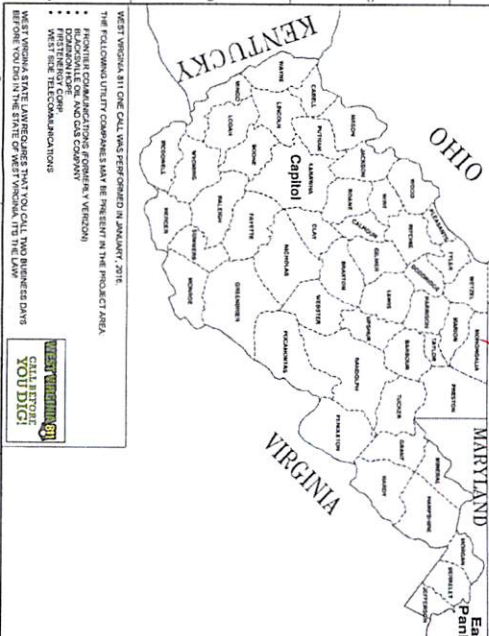 OHIO
KENTUCKY
MARYLAND
VIRGINIA
Ea
Pan
Capitol
WETZEL
MONONGALIA
MARION
PRESTON
TYLER
PLEASANTS
DODDRIDGE
HARRISON
TAYLOR
MINERAL
MORGAN
BERKELEY
JEFFERSON
HAMPSHIRE
WOOD
RITCHIE
WIRT
GILMER
LEWIS
BARBOUR
TUCKER
GRANT
HARDY
MASON
JACKSON
ROANE
CALHOUN
BRAXTON
UPSHUR
RANDOLPH
PENDLETON
CABELL
PUTNAM
KANAWHA
CLAY
WEBSTER
WAYNE
LINCOLN
BOONE
NICHOLAS
POCAHONTAS
MINGO
LOGAN
FAYETTE
GREENBRIER
WYOMING
RALEIGH
SUMMERS
MONROE
MCDOWELL
MERCER
WEST VIRGINIA 811 ONE CALL WAS PERFORMED IN JANUARY, 2016.
THE FOLLOWING UTILITY COMPANIES MAY BE PRESENT IN THE PROJECT AREA:
• FRONTIER COMMUNICATIONS (FORMERLY VERIZON)
• BLACKSVILLE OIL AND GAS COMPANY
• DOMINION HOPE
• FIRSTENERGY CORP
• WEST SIDE TELECOMMUNICATIONS
WEST VIRGINIA STATE LAW REQUIRES THAT YOU CALL TWO BUSINESS DAYS
BEFORE YOU DIG IN THE STATE OF WEST VIRGINIA. IT'S THE LAW!
WEST VIRGINIA 811
CALL BEFORE
YOU DIG!